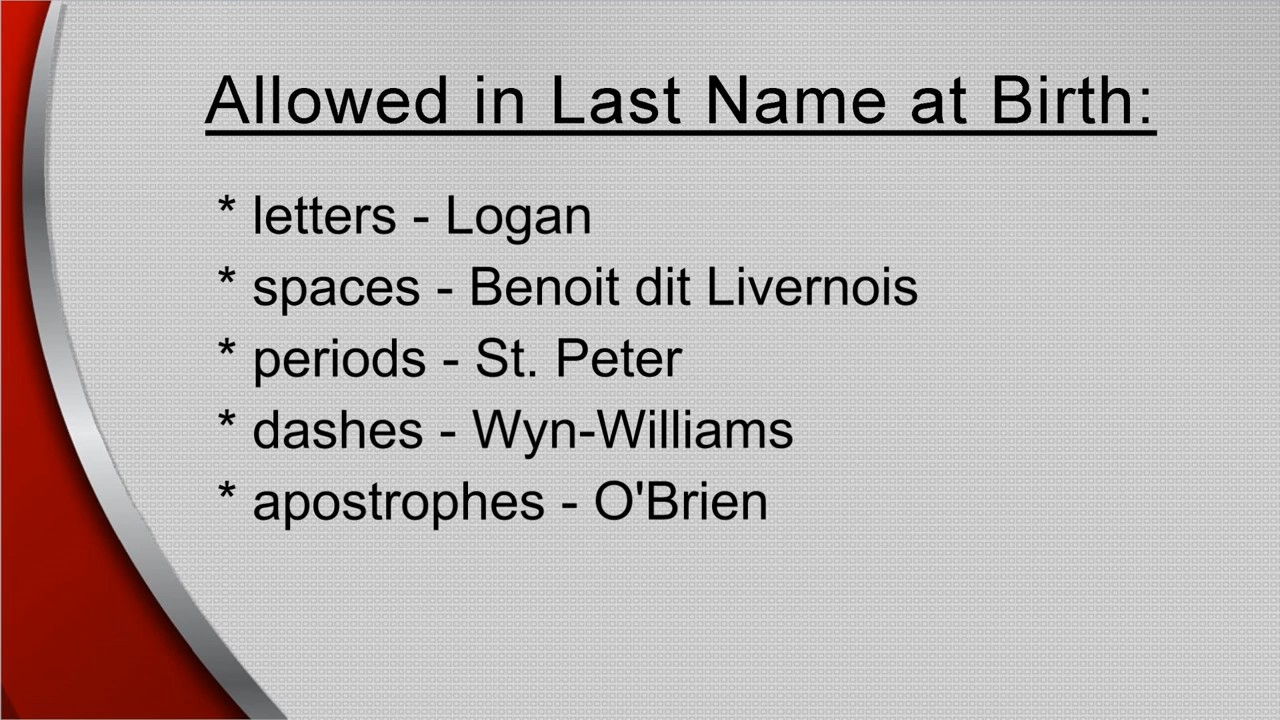 Allowed in Last Name at Birth:
* letters - Logan
* spaces - Benoit dit Livernois
* periods - St. Peter
* dashes - Wyn-Williams
* apostrophes - O'Brien